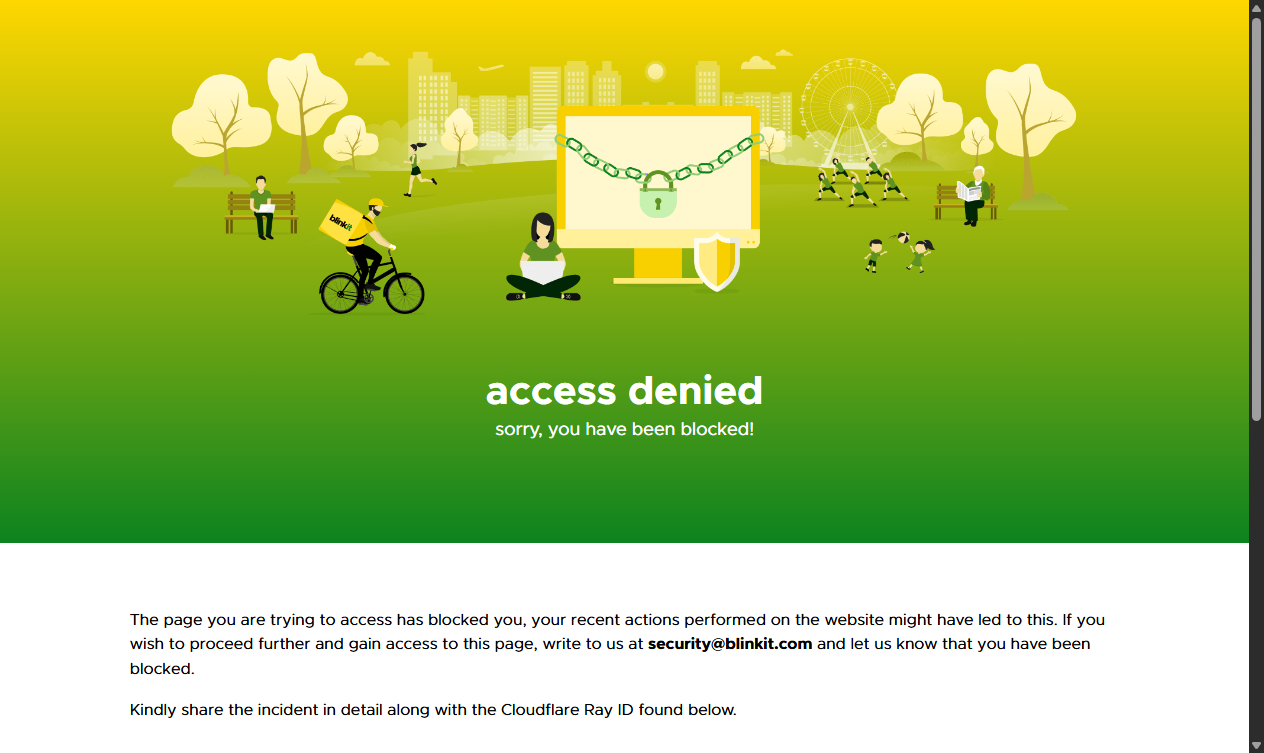 blinkit
access denied
sorry, you have been blocked!
The page you are trying to access has blocked you, your recent actions performed on the website might have led to this. If you
wish to proceed further and gain access to this page, write to us at security@blinkit.com and let us know that you have been
blocked.
Kindly share the incident in detail along with the Cloudflare Ray ID found below.